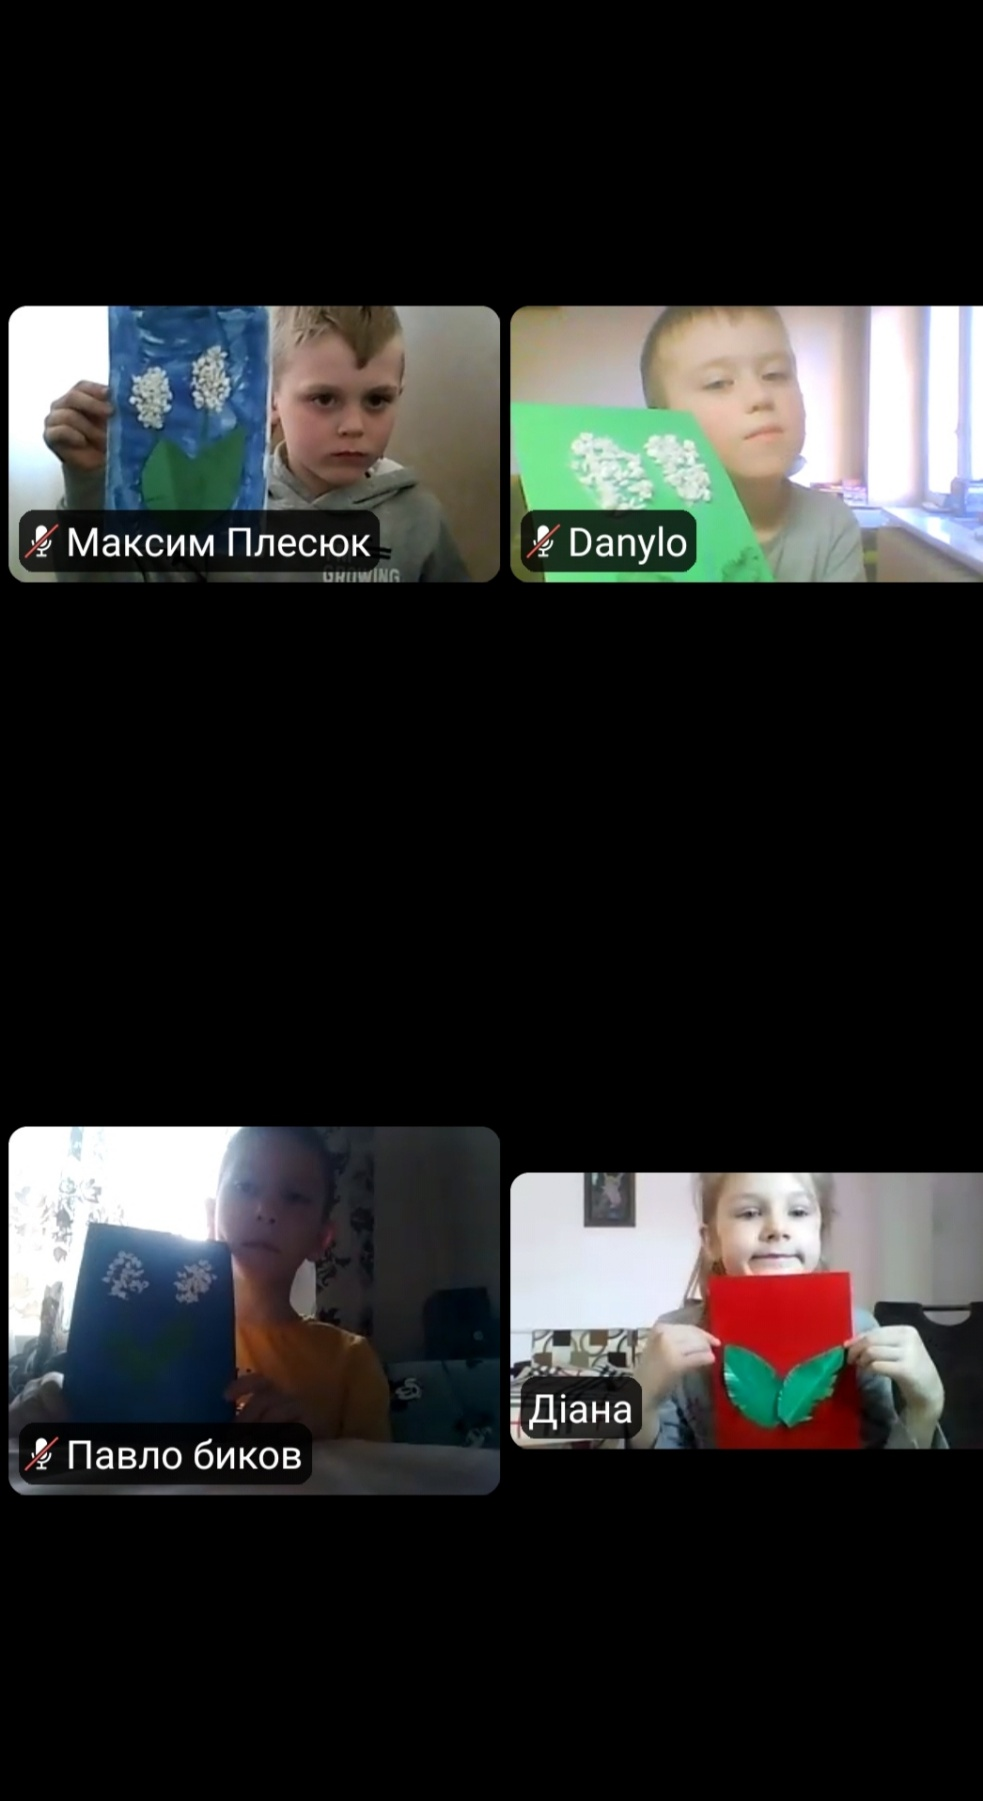 Максим Плесюк
GROWING
Danylo
Павло биков
Діана